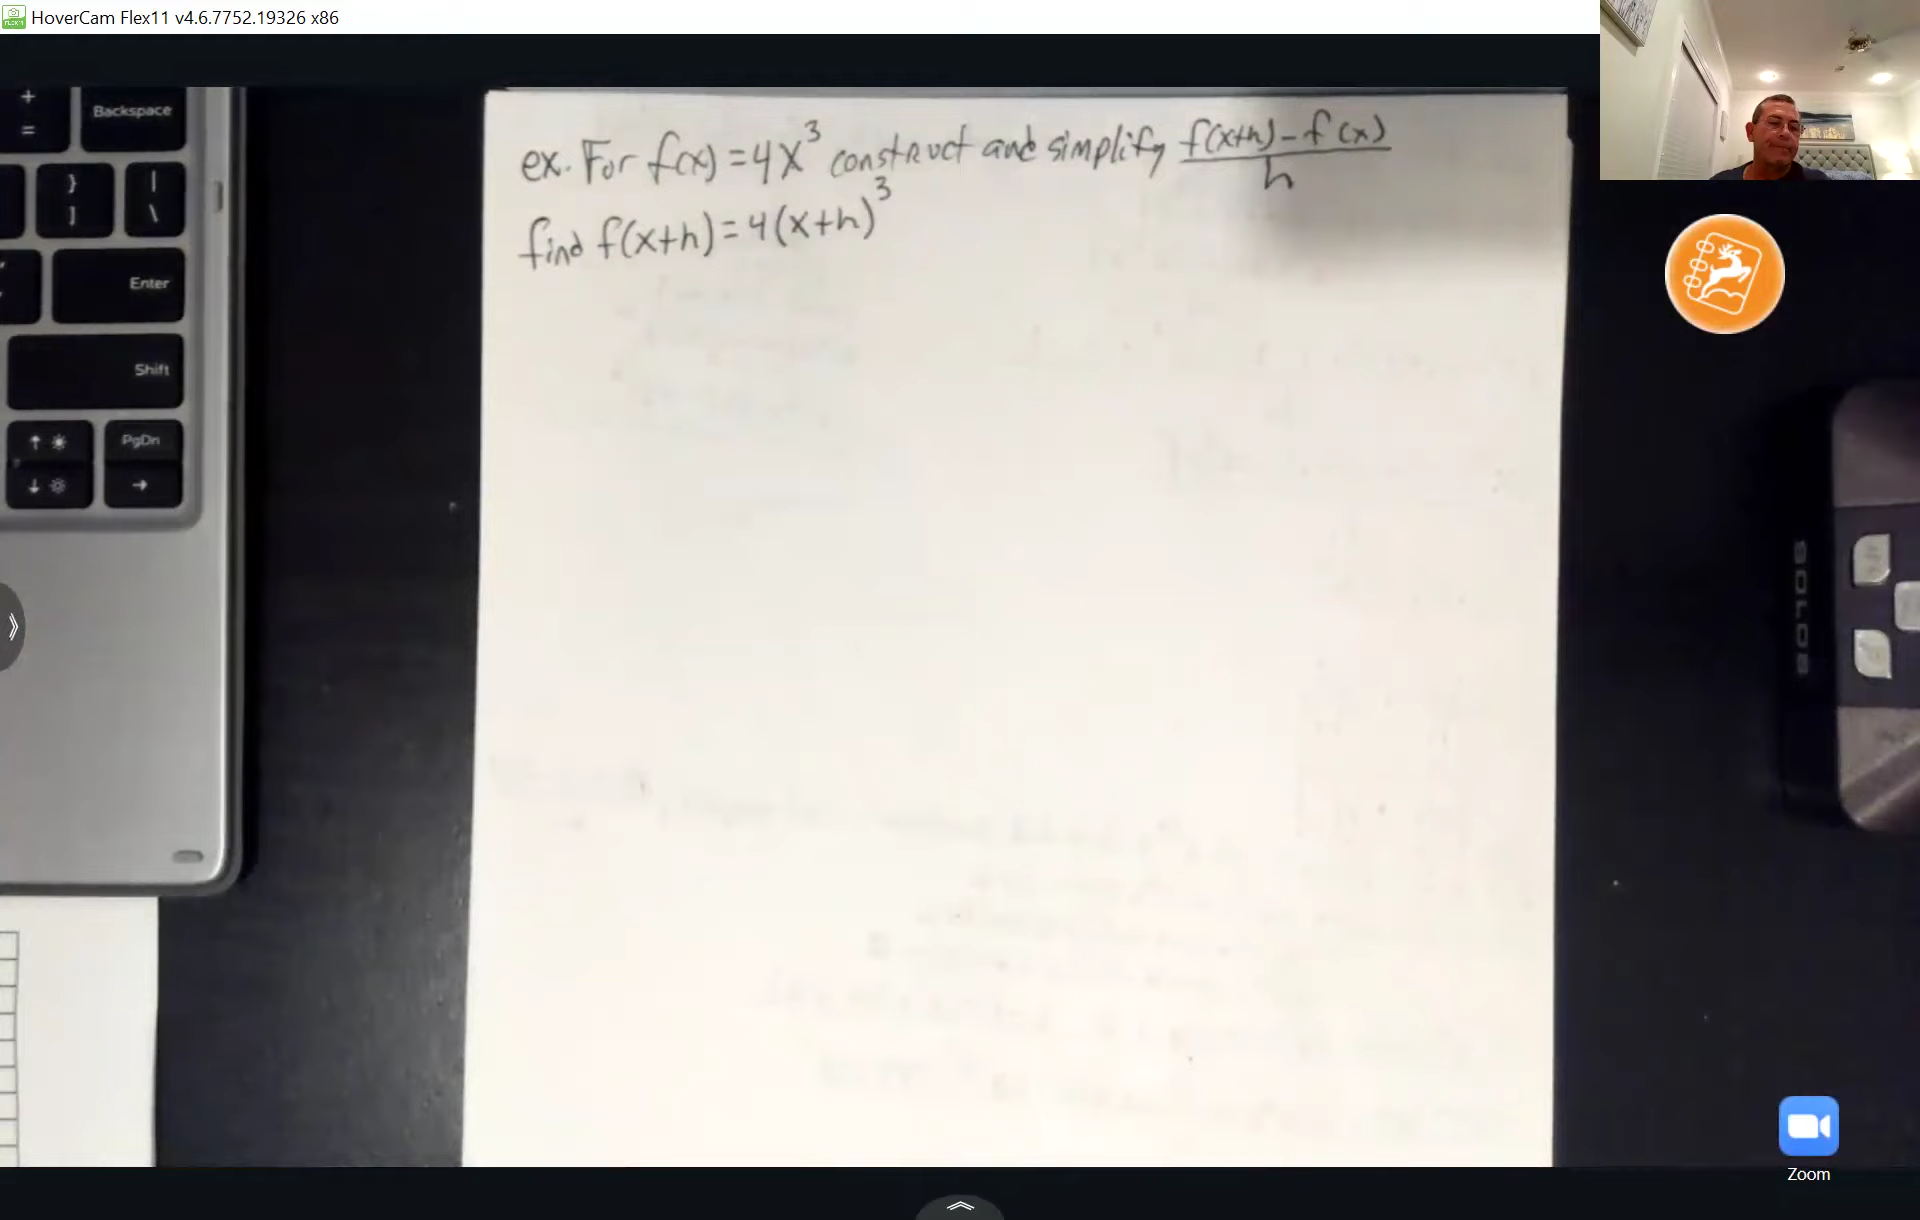 HoverCam Flex11 v4.6.7752.19326 x86
+
=
Backspace
}
]
|
\
Enter
Shift
PgDn
ex. For f(x) = 4x³ construct and simplify (f(x+h) - f(x))/h
find f(x+h) = 4(x+h)³
SOLO8
Zoom